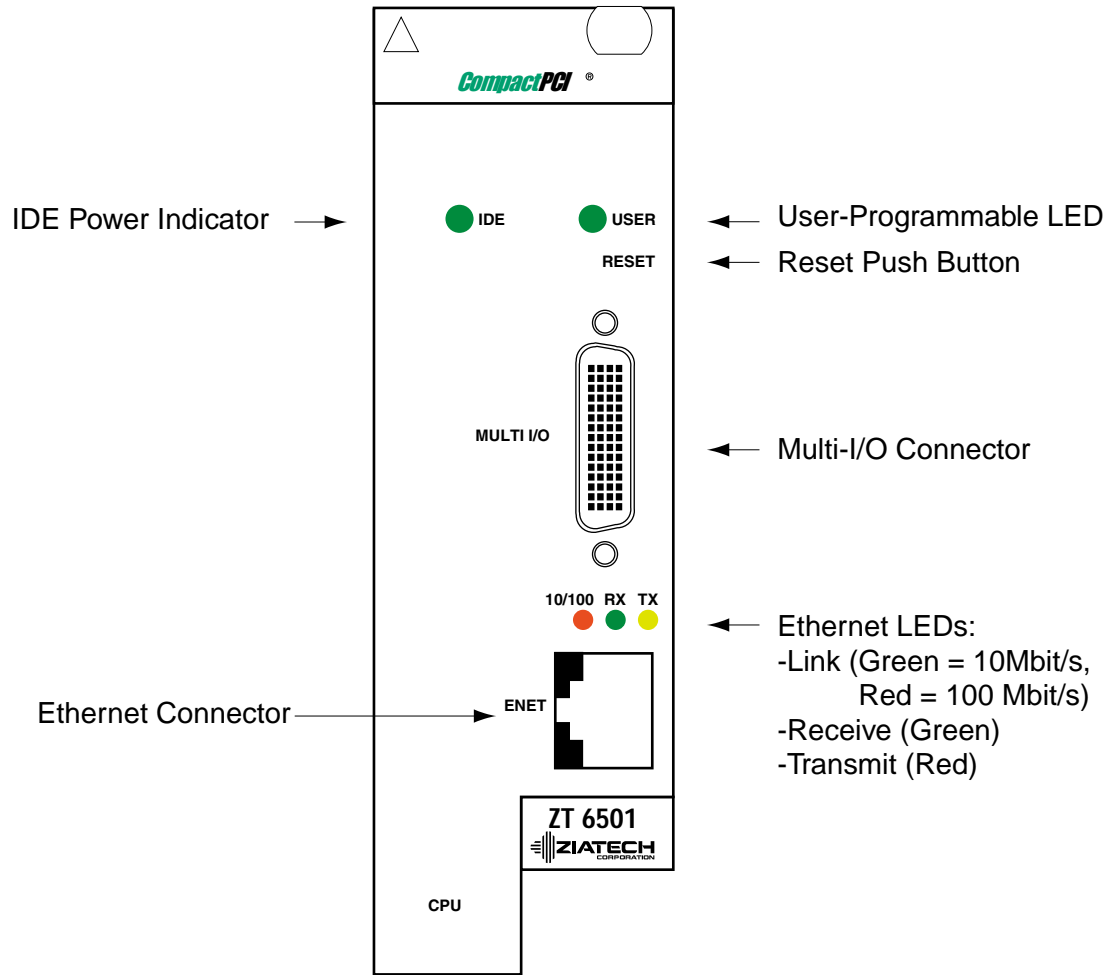 CompactPCI ®
IDE Power Indicator
IDE
USER
User-Programmable LED
RESET
Reset Push Button
MULTI I/O
Multi-I/O Connector
10/100 RX TX
Ethernet LEDs:
-Link (Green = 10Mbit/s,
Red = 100 Mbit/s)
-Receive (Green)
-Transmit (Red)
Ethernet Connector
ENET
ZT 6501
ZIATECH
CORPORATION
CPU